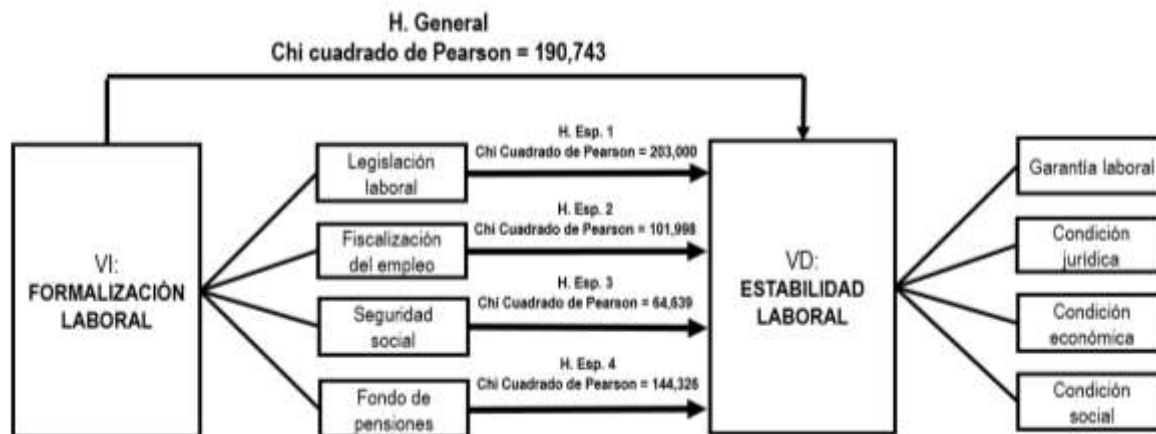 H. General
Chi cuadrado de Pearson = 190,743
VI:
FORMALIZACIÓN
LABORAL
Legislación
laboral
Fiscalización
del empleo
Seguridad
social
Fondo de
pensiones
H. Esp. 1
Chi Cuadrado de Pearson = 203,000
H. Esp. 2
Chi Cuadrado de Pearson = 101,998
H. Esp. 3
Chi Cuadrado de Pearson = 64,639
H. Esp. 4
Chi Cuadrado de Pearson = 144,326
VD:
ESTABILIDAD
LABORAL
Garantía laboral
Condición
jurídica
Condición
económica
Condición
social